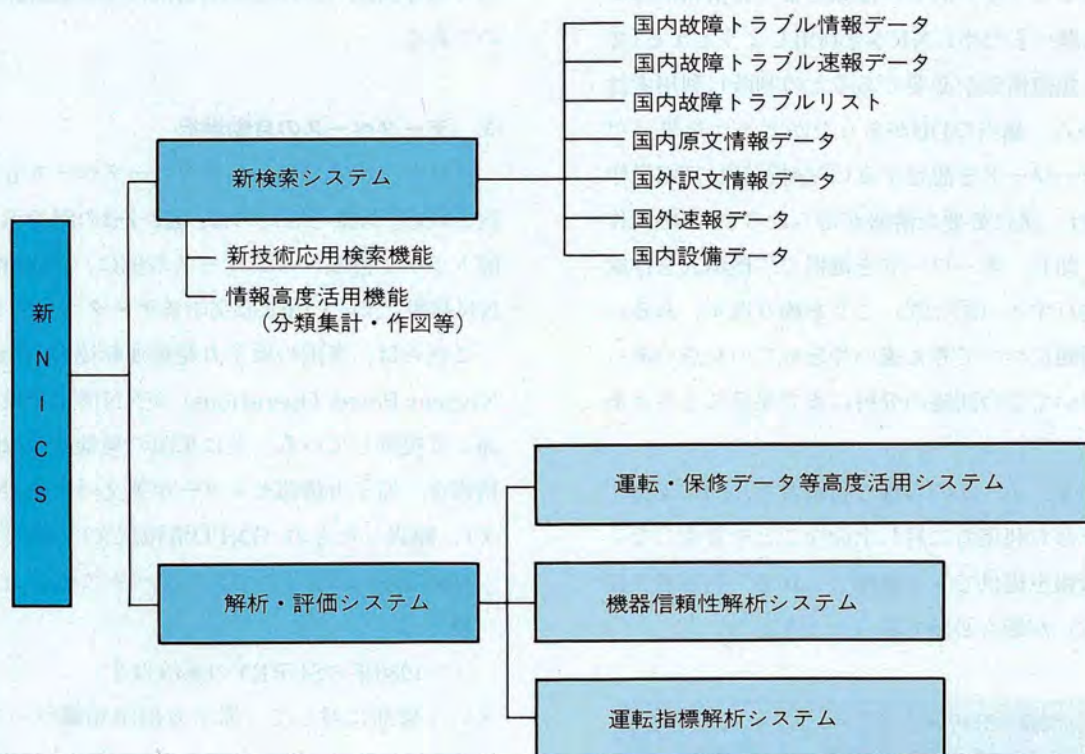 国内故障トラブル情報データ
国内故障トラブル速報データ
国内故障トラブルリスト
国内原文情報データ
国外訳文情報データ
国外速報データ
国内設備データ
新検索システム
新技術応用検索機能
情報高度活用機能
(分類集計・作図等)
新NICS
運転・保修データ等高度活用システム
解析・評価システム
機器信頼性解析システム
運転指標解析システム